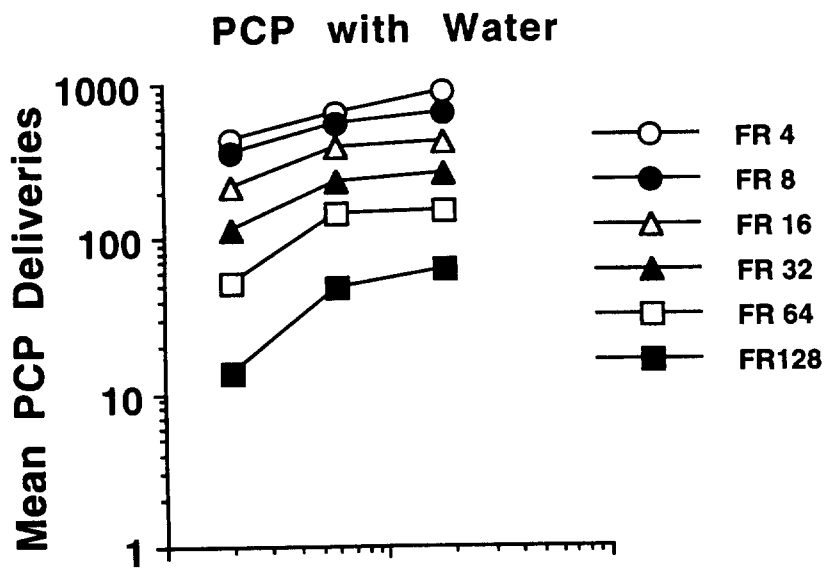 PCP with Water
Mean PCP Deliveries
1000
100
10
1
FR 4
FR 8
FR 16
FR 32
FR 64
FR128